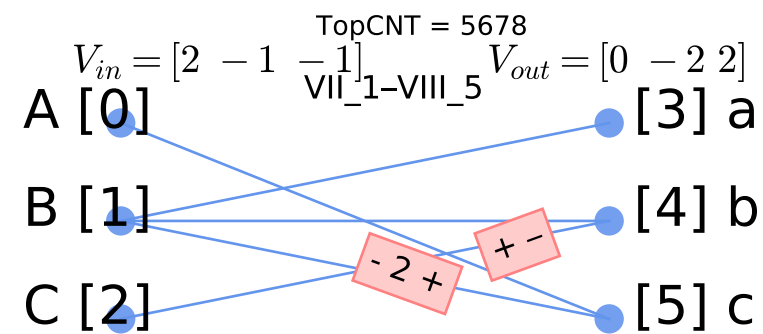 TopCNT = 5678
V_in = [2 −1 −1] V_out = [0 −2 2]
VII_1–VIII_5
A [0] [3] a
B [1] [4] b
+ −
- 2 +
C [2] [5] c